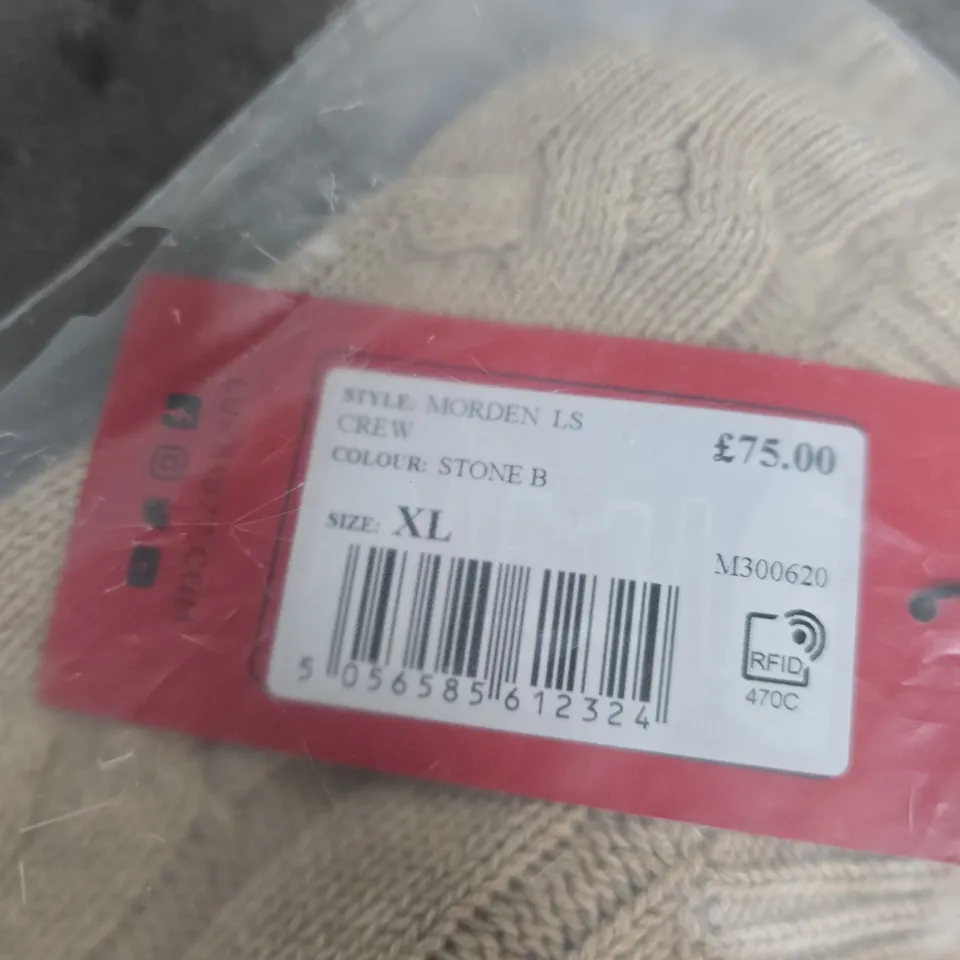 STYLE: MORDEN LS
CREW
£75.00
COLOUR: STONE B
SIZE: XL
M300620
RFID
470C
5 056585 612324